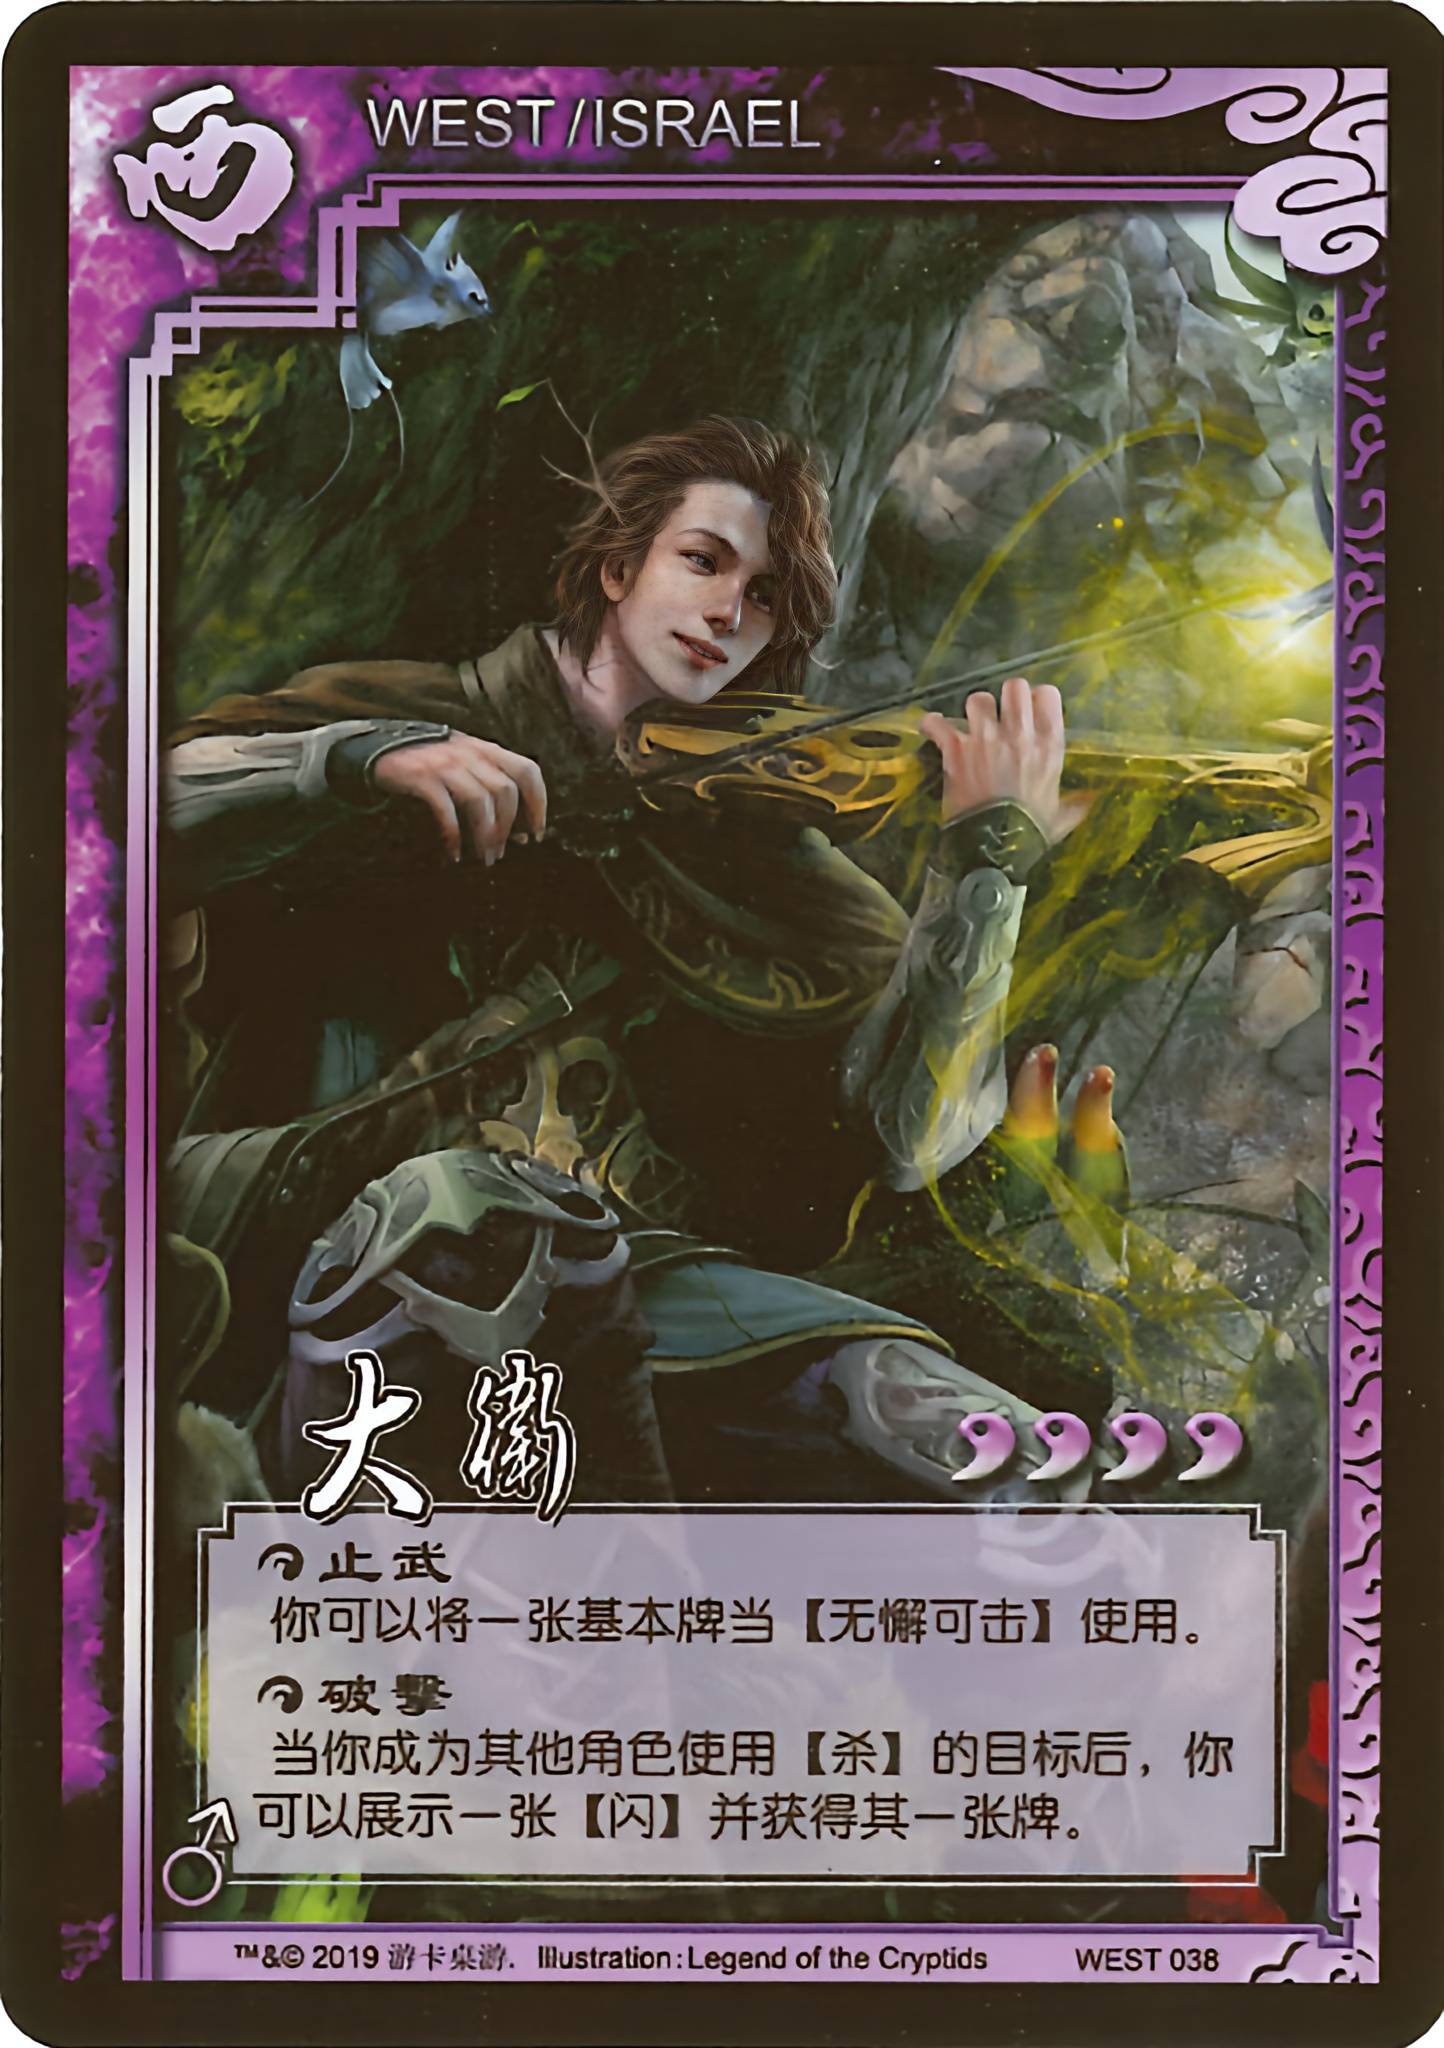 西
WEST/ISRAEL
大衛
止武
你可以将一张基本牌当【无懈可击】使用。
破擊
当你成为其他角色使用【杀】的目标后，你
可以展示一张【闪】并获得其一张牌。
™&© 2019 游卡桌游. Illustration:Legend of the Cryptids
WEST 038